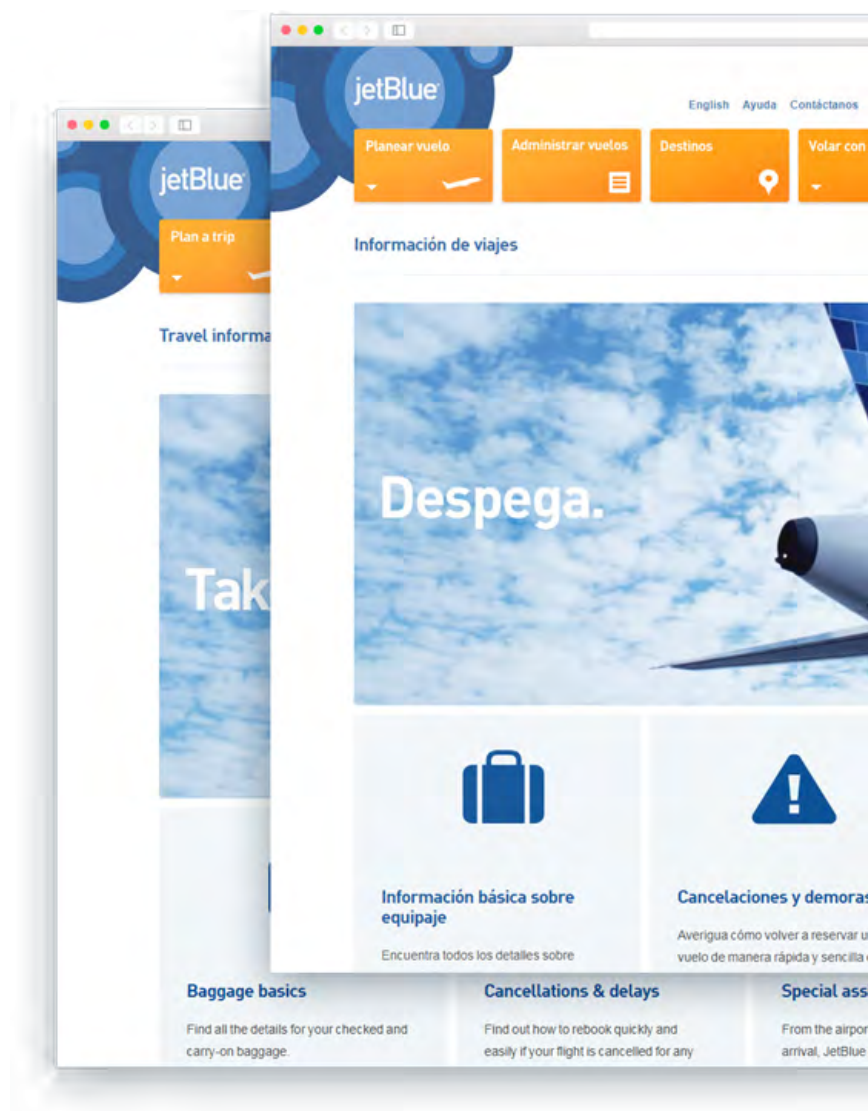 jetBlue
English Ayuda Contáctanos
Planear vuelo
Administrar vuelos
Destinos
Volar con
Información de viajes
Despega.
Información básica sobre
equipaje
Encuentra todos los detalles sobre
Cancelaciones y demoras
Averigua cómo volver a reservar u
vuelo de manera rápida y sencilla
jetBlue
Plan a trip
Travel informa
Tak
Baggage basics
Find all the details for your checked and
carry-on baggage.
Cancellations & delays
Find out how to rebook quickly and
easily if your flight is cancelled for any
Special ass
From the airpor
arrival, JetBlue